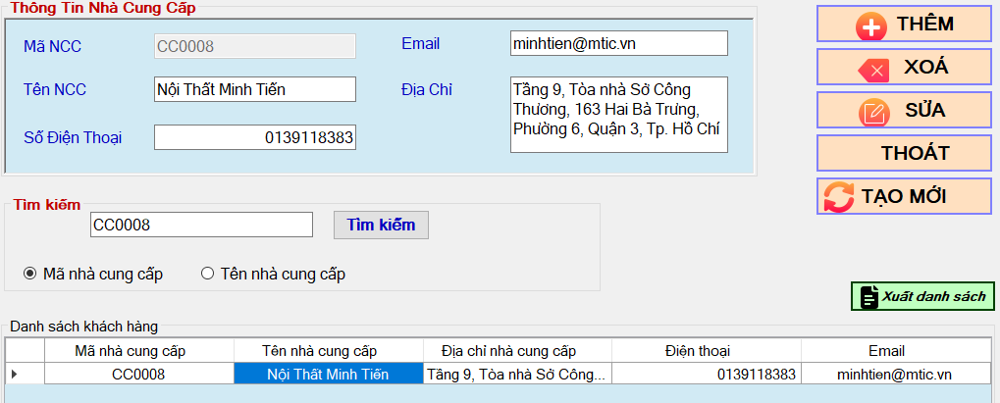 Thông Tin Nhà Cung Cấp
Mã NCC
CC0008
Email
minhtien@mtic.vn
Tên NCC
Nội Thất Minh Tiến
Địa Chỉ
Tầng 9, Tòa nhà Sở Công
Thương, 163 Hai Bà Trưng,
Phường 6, Quận 3, Tp. Hồ Chí
Số Điện Thoại
0139118383
THÊM
XOÁ
SỬA
THOÁT
TẠO MỚI
Tìm kiếm
CC0008
Tìm kiếm
Mã nhà cung cấp
Tên nhà cung cấp
Xuất danh sách
Danh sách khách hàng
Mã nhà cung cấp Tên nhà cung cấp Địa chỉ nhà cung cấp Điện thoại Email
CC0008 Nội Thất Minh Tiến Tầng 9, Tòa nhà Sở Công... 0139118383 minhtien@mtic.vn